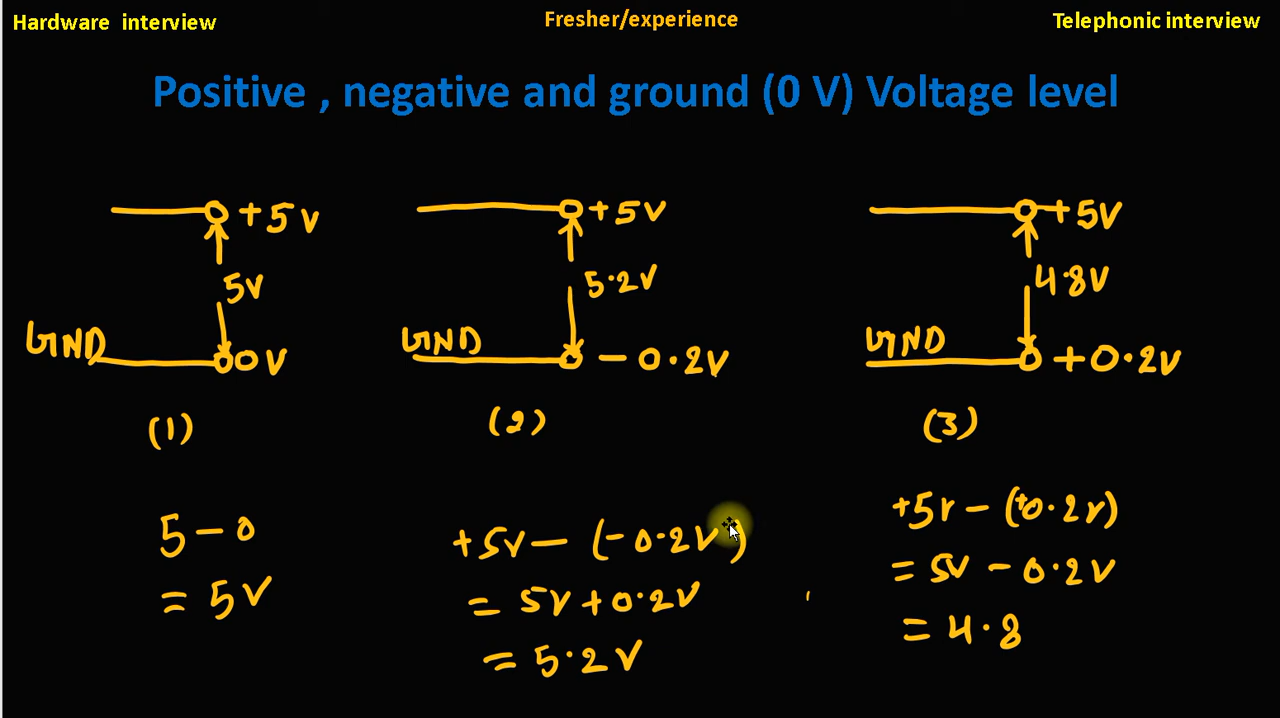 Hardware interview
Fresher/experience
Telephonic interview
Positive , negative and ground (0 V) Voltage level
+5V
5V
GND
0V
(1)
5-0
= 5V
+5V
5.2V
GND
-0.2V
(2)
+5V-(-0.2V)
= 5V+0.2V
= 5.2V
+5V
4.8V
GND
+0.2V
(3)
+5V-(+0.2V)
= 5V-0.2V
= 4.8